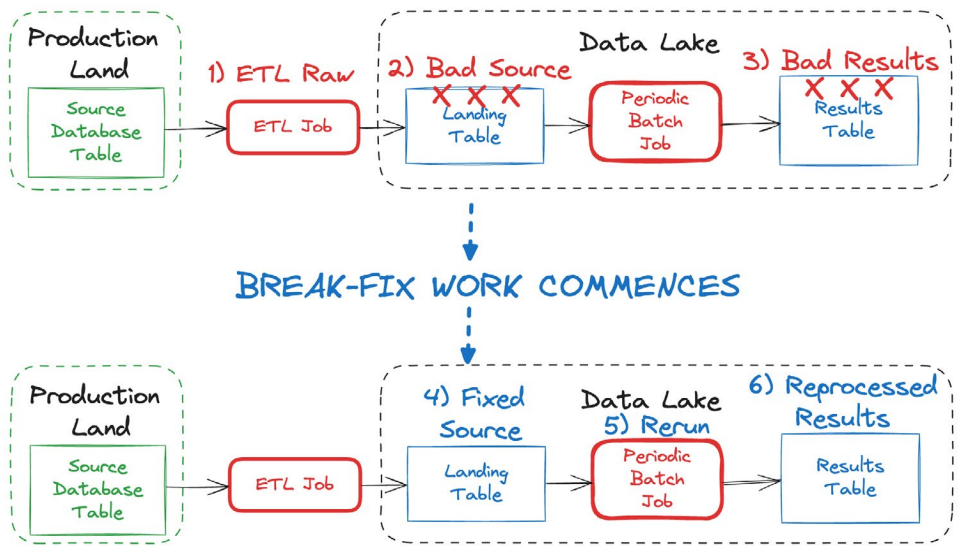 Production
Land
Data Lake
1) ETL Raw
2) Bad Source
3) Bad Results
X X X
X X X
Source
Database
Table
ETL Job
Landing
Table
Periodic
Batch
Job
Results
Table
BREAK-FIX WORK COMMENCES
Production
Land
4) Fixed
Source
Data Lake
5) Rerun
6) Reprocessed
Results
Source
Database
Table
ETL Job
Landing
Table
Periodic
Batch
Job
Results
Table